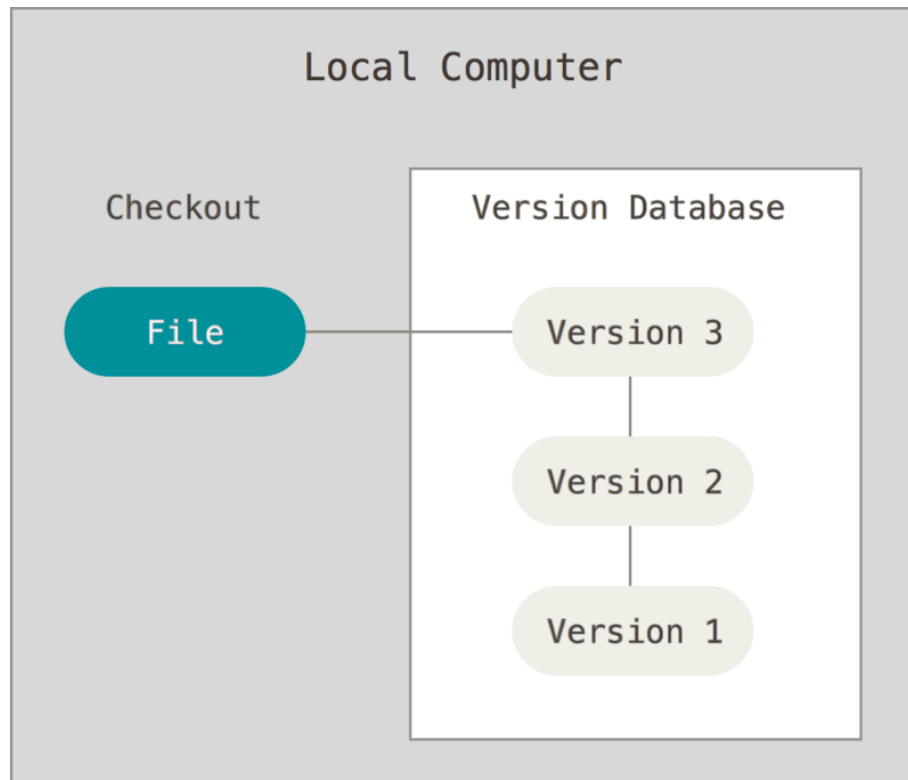 Local Computer
Checkout
Version Database
File
Version 3
Version 2
Version 1